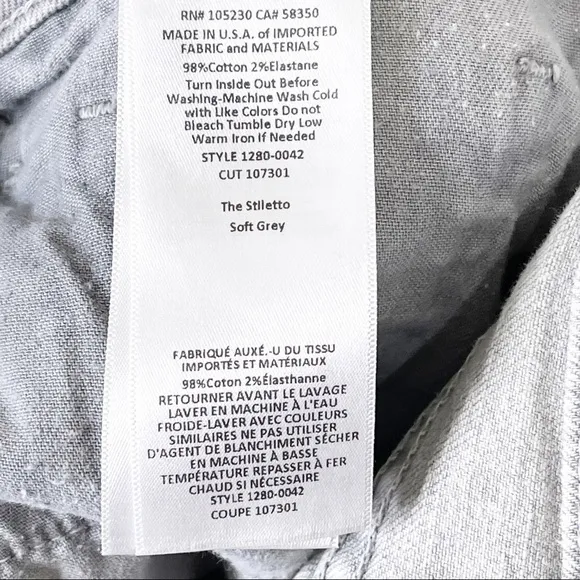 RN# 105230 CA# 58350
MADE IN U.S.A. of IMPORTED
FABRIC and MATERIALS
98%Cotton 2%Elastane
Turn Inside Out Before
Washing-Machine Wash Cold
with Like Colors Do not
Bleach Tumble Dry Low
Warm Iron If Needed
STYLE 1280-0042
CUT 107301
The Stiletto
Soft Grey
FABRIQUÉ AUXÉ.-U DU TISSU
IMPORTÉS ET MATÉRIAUX
98%Coton 2%Élasthanne
RETOURNER AVANT LE LAVAGE
LAVER EN MACHINE À L'EAU
FROIDE-LAVER AVEC COULEURS
SIMILAIRES NE PAS UTILISER
D'AGENT DE BLANCHIMENT SÉCHER
EN MACHINE À BASSE
TEMPÉRATURE REPASSER À FER
CHAUD SI NÉCESSAIRE
STYLE 1280-0042
COUPE 107301